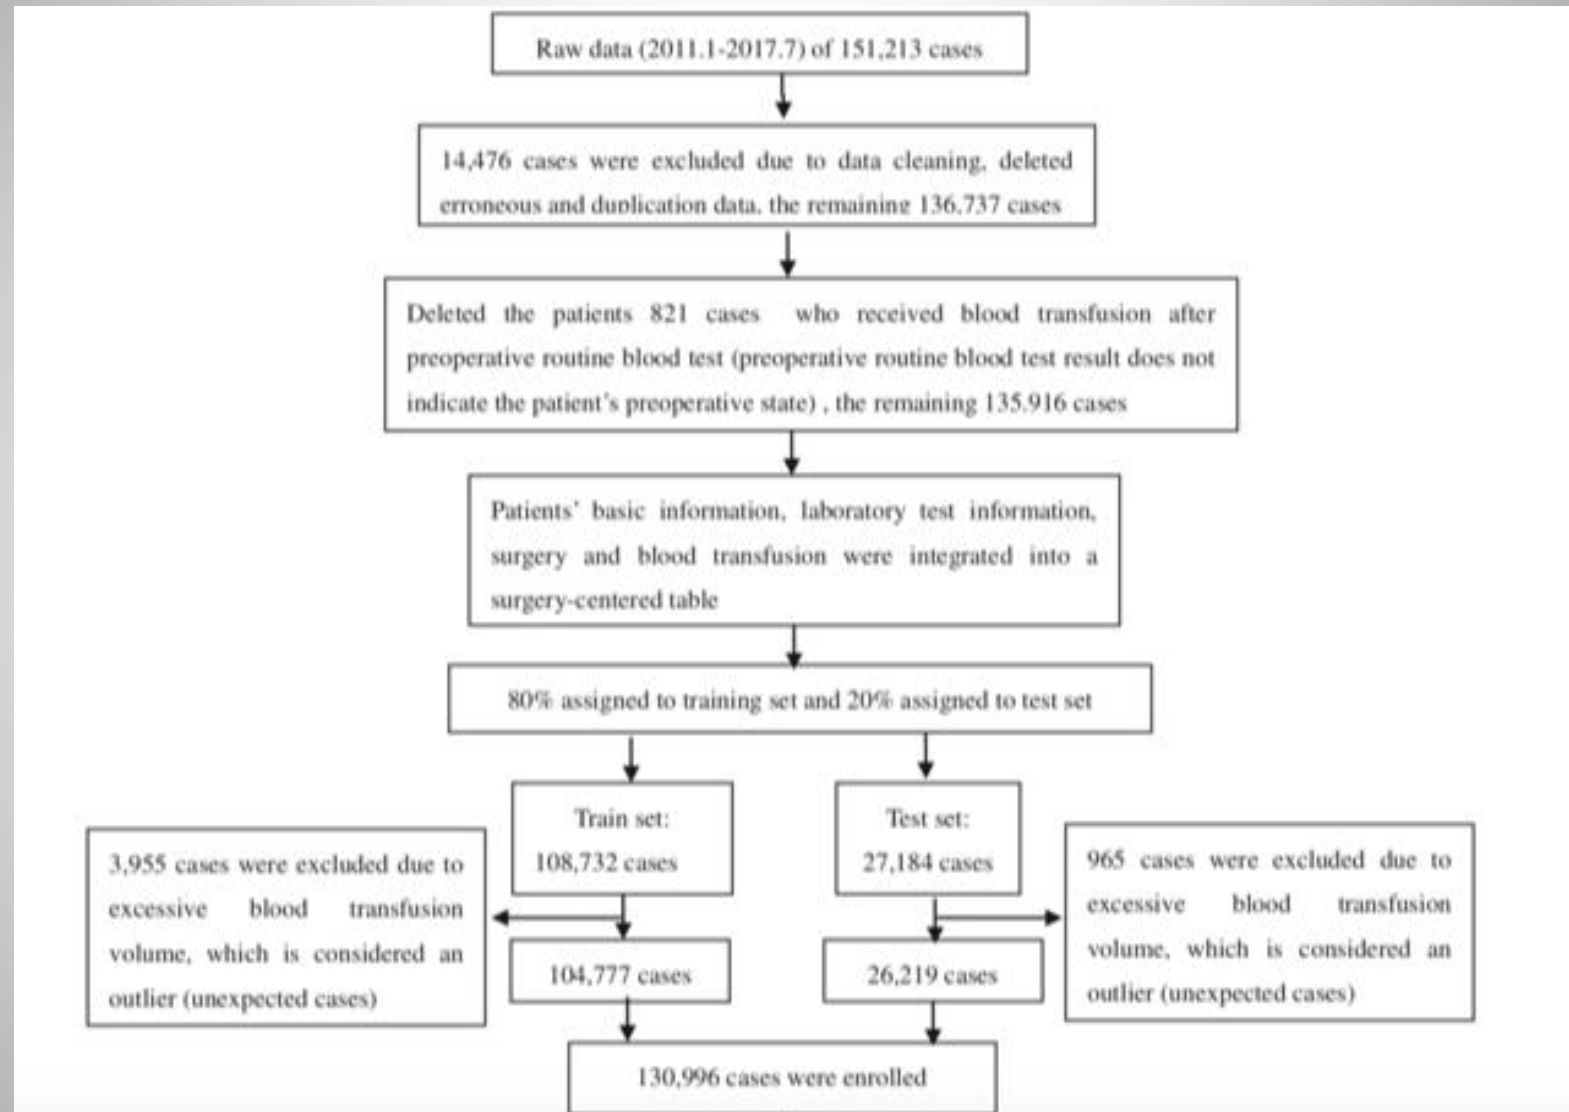 Raw data (2011.1-2017.7) of 151,213 cases
14,476 cases were excluded due to data cleaning, deleted
erroneous and duplication data, the remaining 136,737 cases
Deleted the patients 821 cases who received blood transfusion after
preoperative routine blood test (preoperative routine blood test result does not
indicate the patient's preoperative state) , the remaining 135.916 cases
Patients' basic information, laboratory test information,
surgery and blood transfusion were integrated into a
surgery-centered table
80% assigned to training set and 20% assigned to test set
Train set:
108,732 cases
Test set:
27,184 cases
3,955 cases were excluded due to
excessive blood transfusion
volume, which is considered an
outlier (unexpected cases)
965 cases were excluded due to
excessive blood transfusion
volume, which is considered an
outlier (unexpected cases)
104,777 cases
26,219 cases
130,996 cases were enrolled